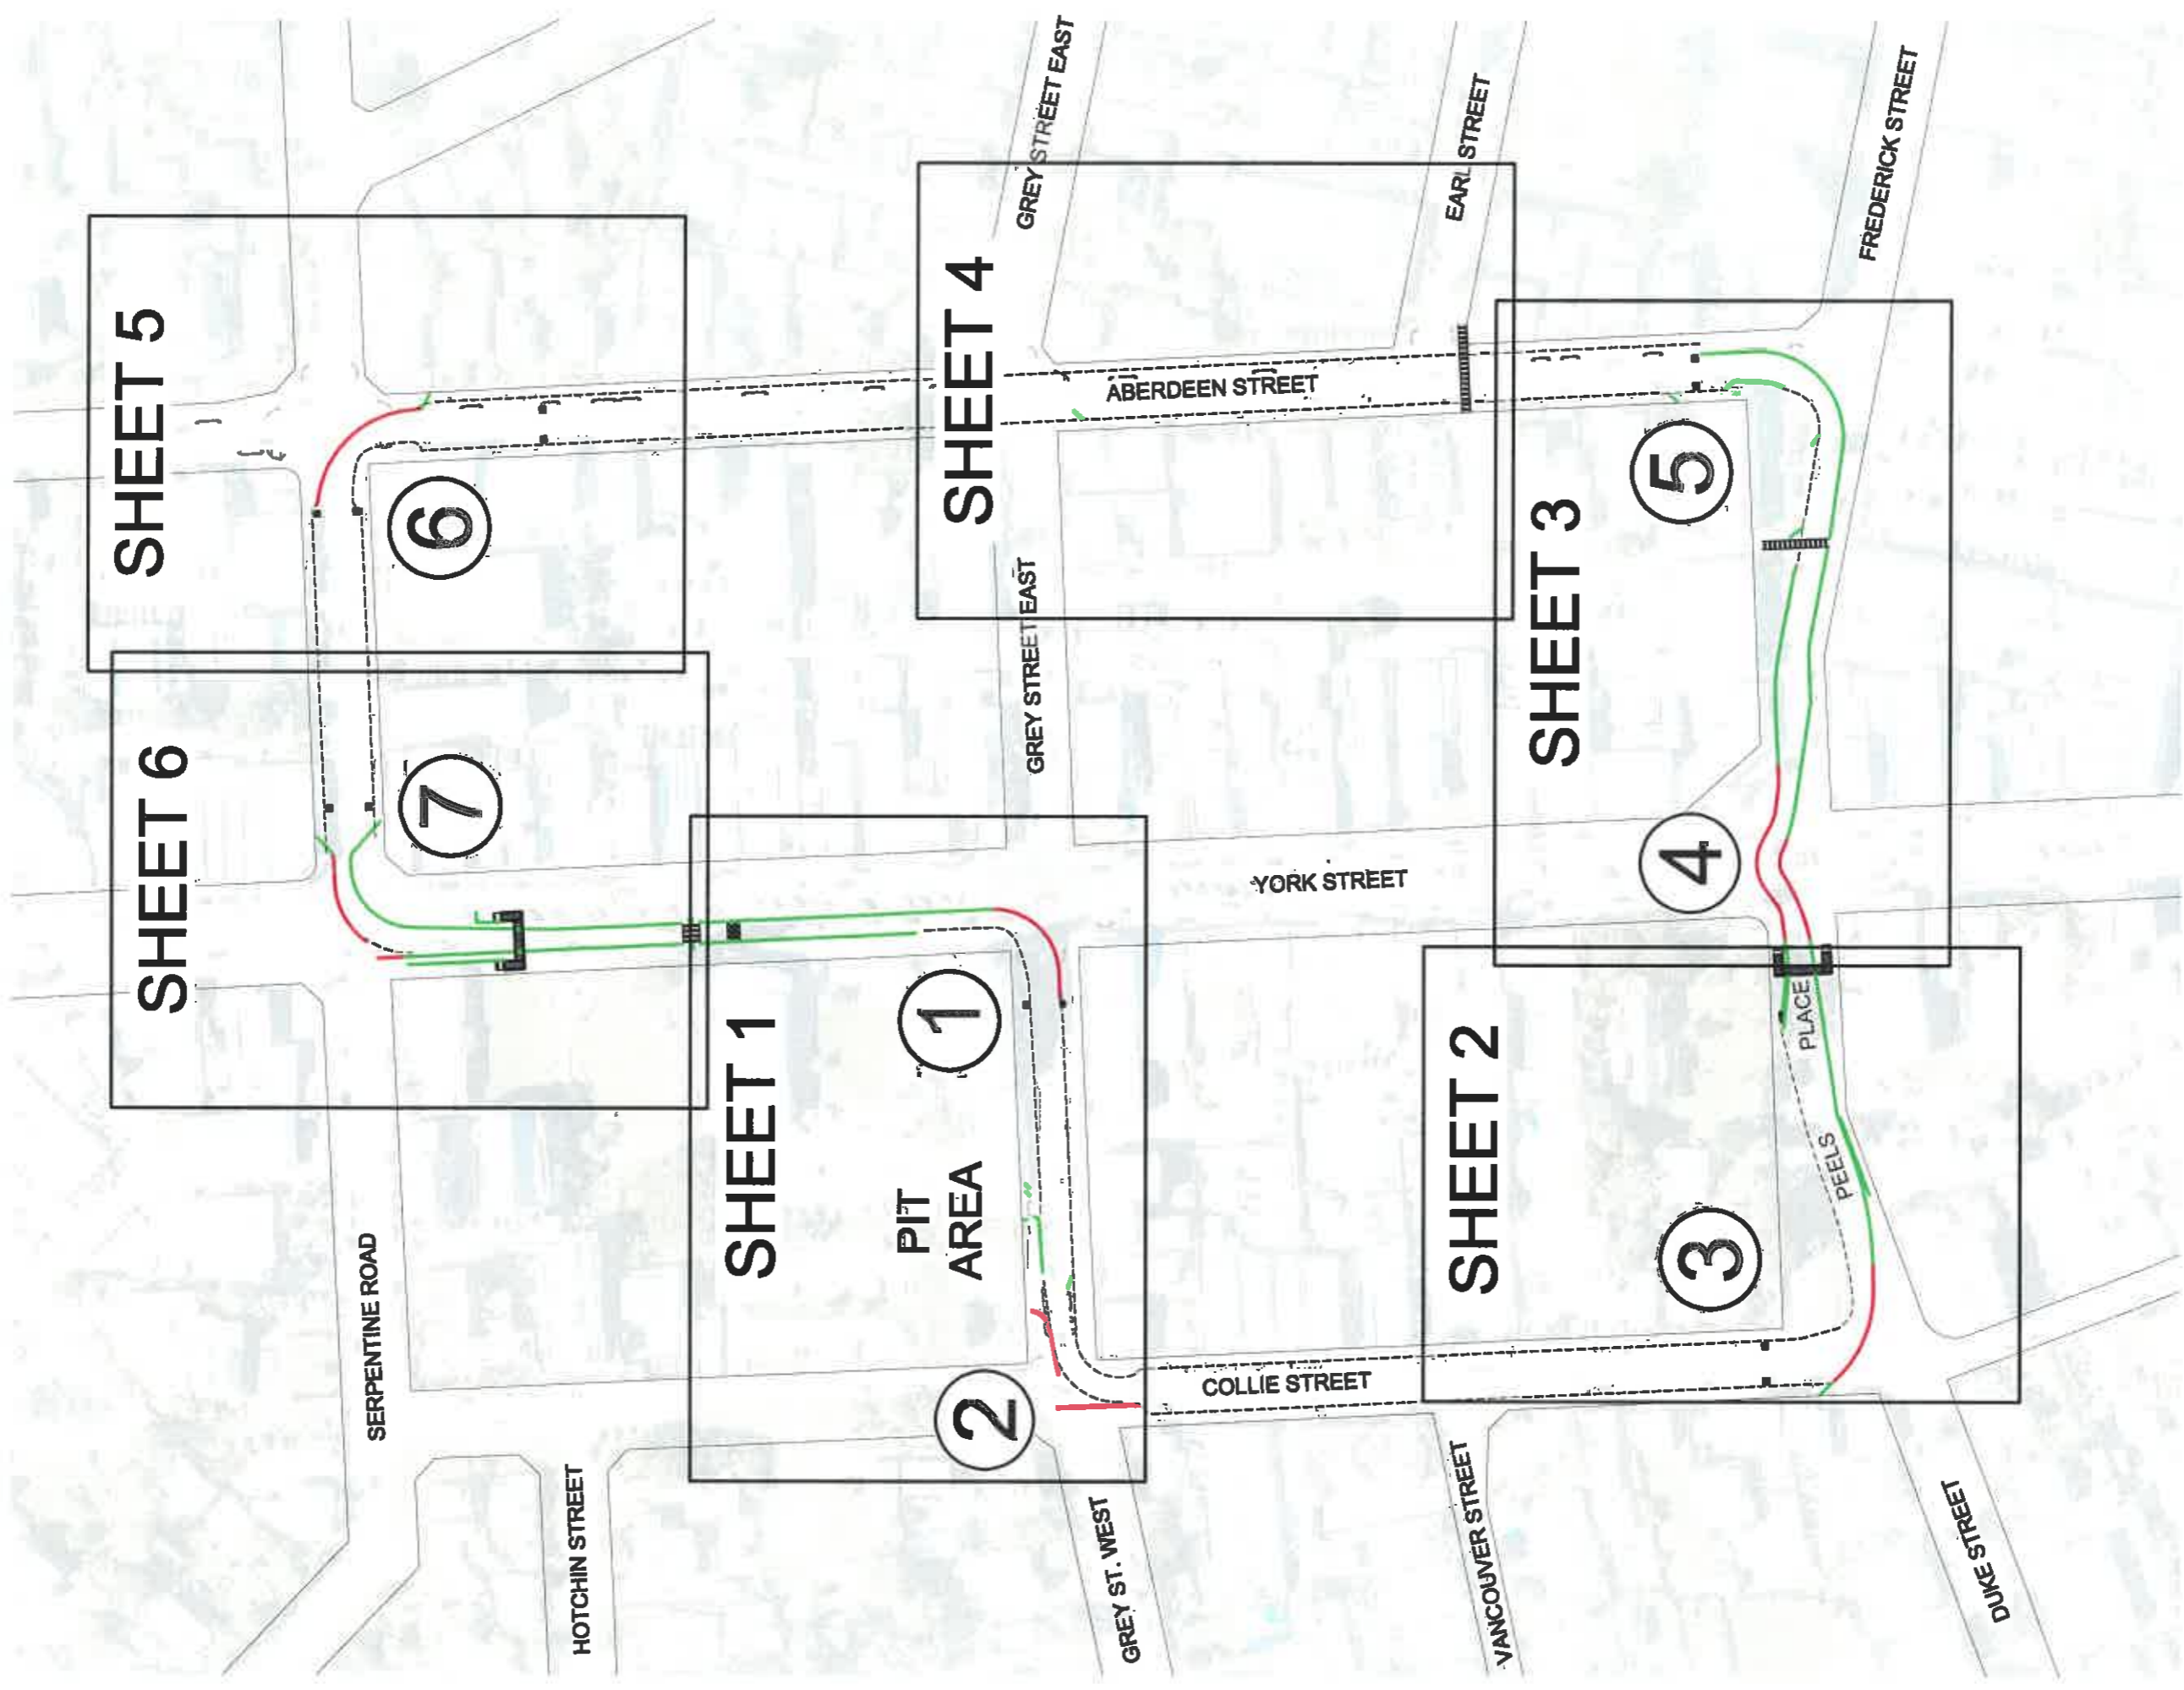 SHEET 5
SHEET 6
SHEET 4
SHEET 3
SHEET 1
SHEET 2
6
7
5
4
1
3
2
PIT
AREA
GREY STREET EAST
EARL STREET
FREDERICK STREET
ABERDEEN STREET
GREY STREET EAST
YORK STREET
PEELS PLACE
SERPENTINE ROAD
COLLIE STREET
HOTCHIN STREET
GREY ST. WEST
VANCOUVER STREET
DUKE STREET